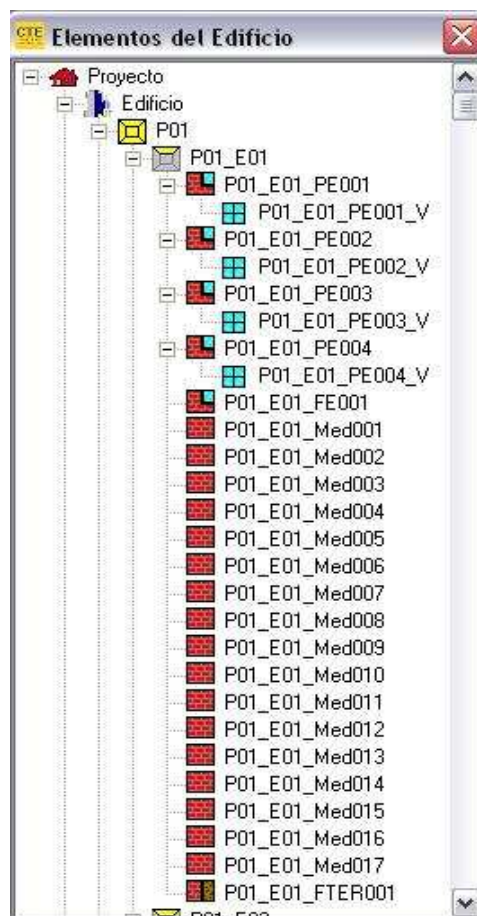 CTE Elementos del Edificio
Proyecto
Edificio
P01
P01_E01
P01_E01_PE001
P01_E01_PE001_V
P01_E01_PE002
P01_E01_PE002_V
P01_E01_PE003
P01_E01_PE003_V
P01_E01_PE004
P01_E01_PE004_V
P01_E01_FE001
P01_E01_Med001
P01_E01_Med002
P01_E01_Med003
P01_E01_Med004
P01_E01_Med005
P01_E01_Med006
P01_E01_Med007
P01_E01_Med008
P01_E01_Med009
P01_E01_Med010
P01_E01_Med011
P01_E01_Med012
P01_E01_Med013
P01_E01_Med014
P01_E01_Med015
P01_E01_Med016
P01_E01_Med017
P01_E01_FTER001